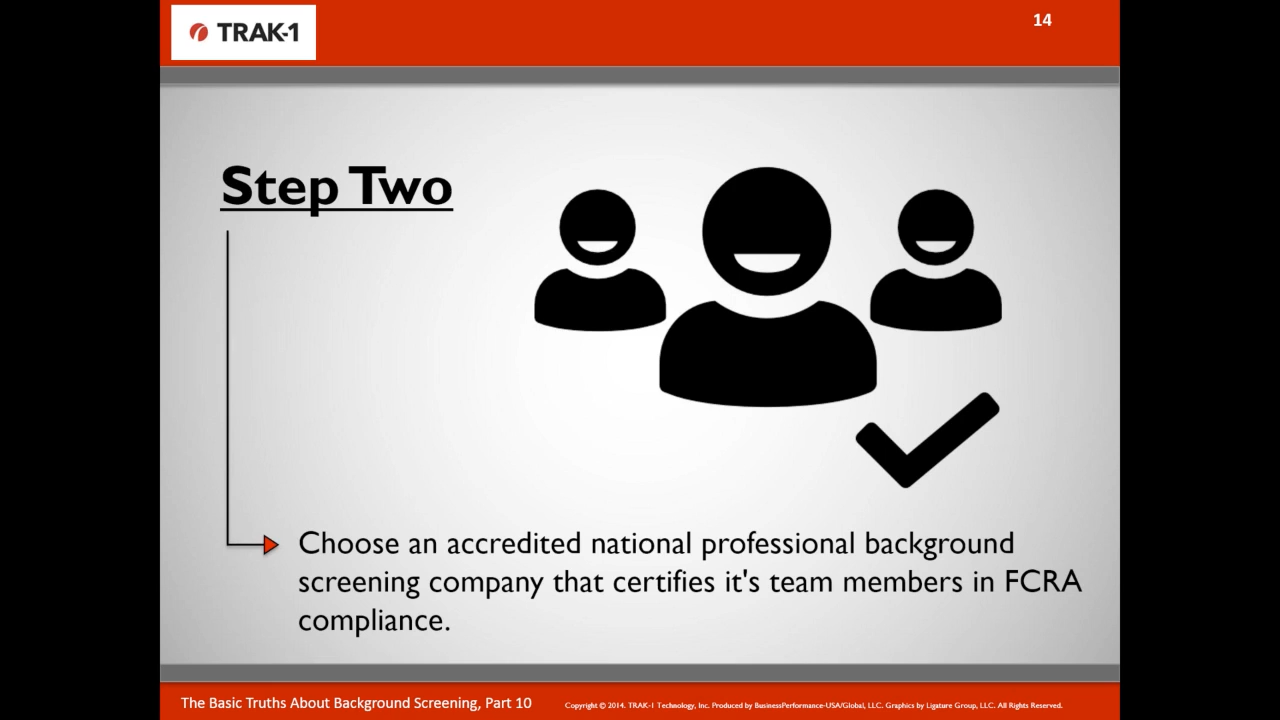 TRAK-1
14
Step Two
Choose an accredited national professional background
screening company that certifies it's team members in FCRA
compliance.
The Basic Truths About Background Screening, Part 10
Copyright © 2014. TRAK-1 Technology, Inc. Produced by BusinessPerformance-USA/Global, LLC. Graphics by Ligature Group, LLC. All Rights Reserved.